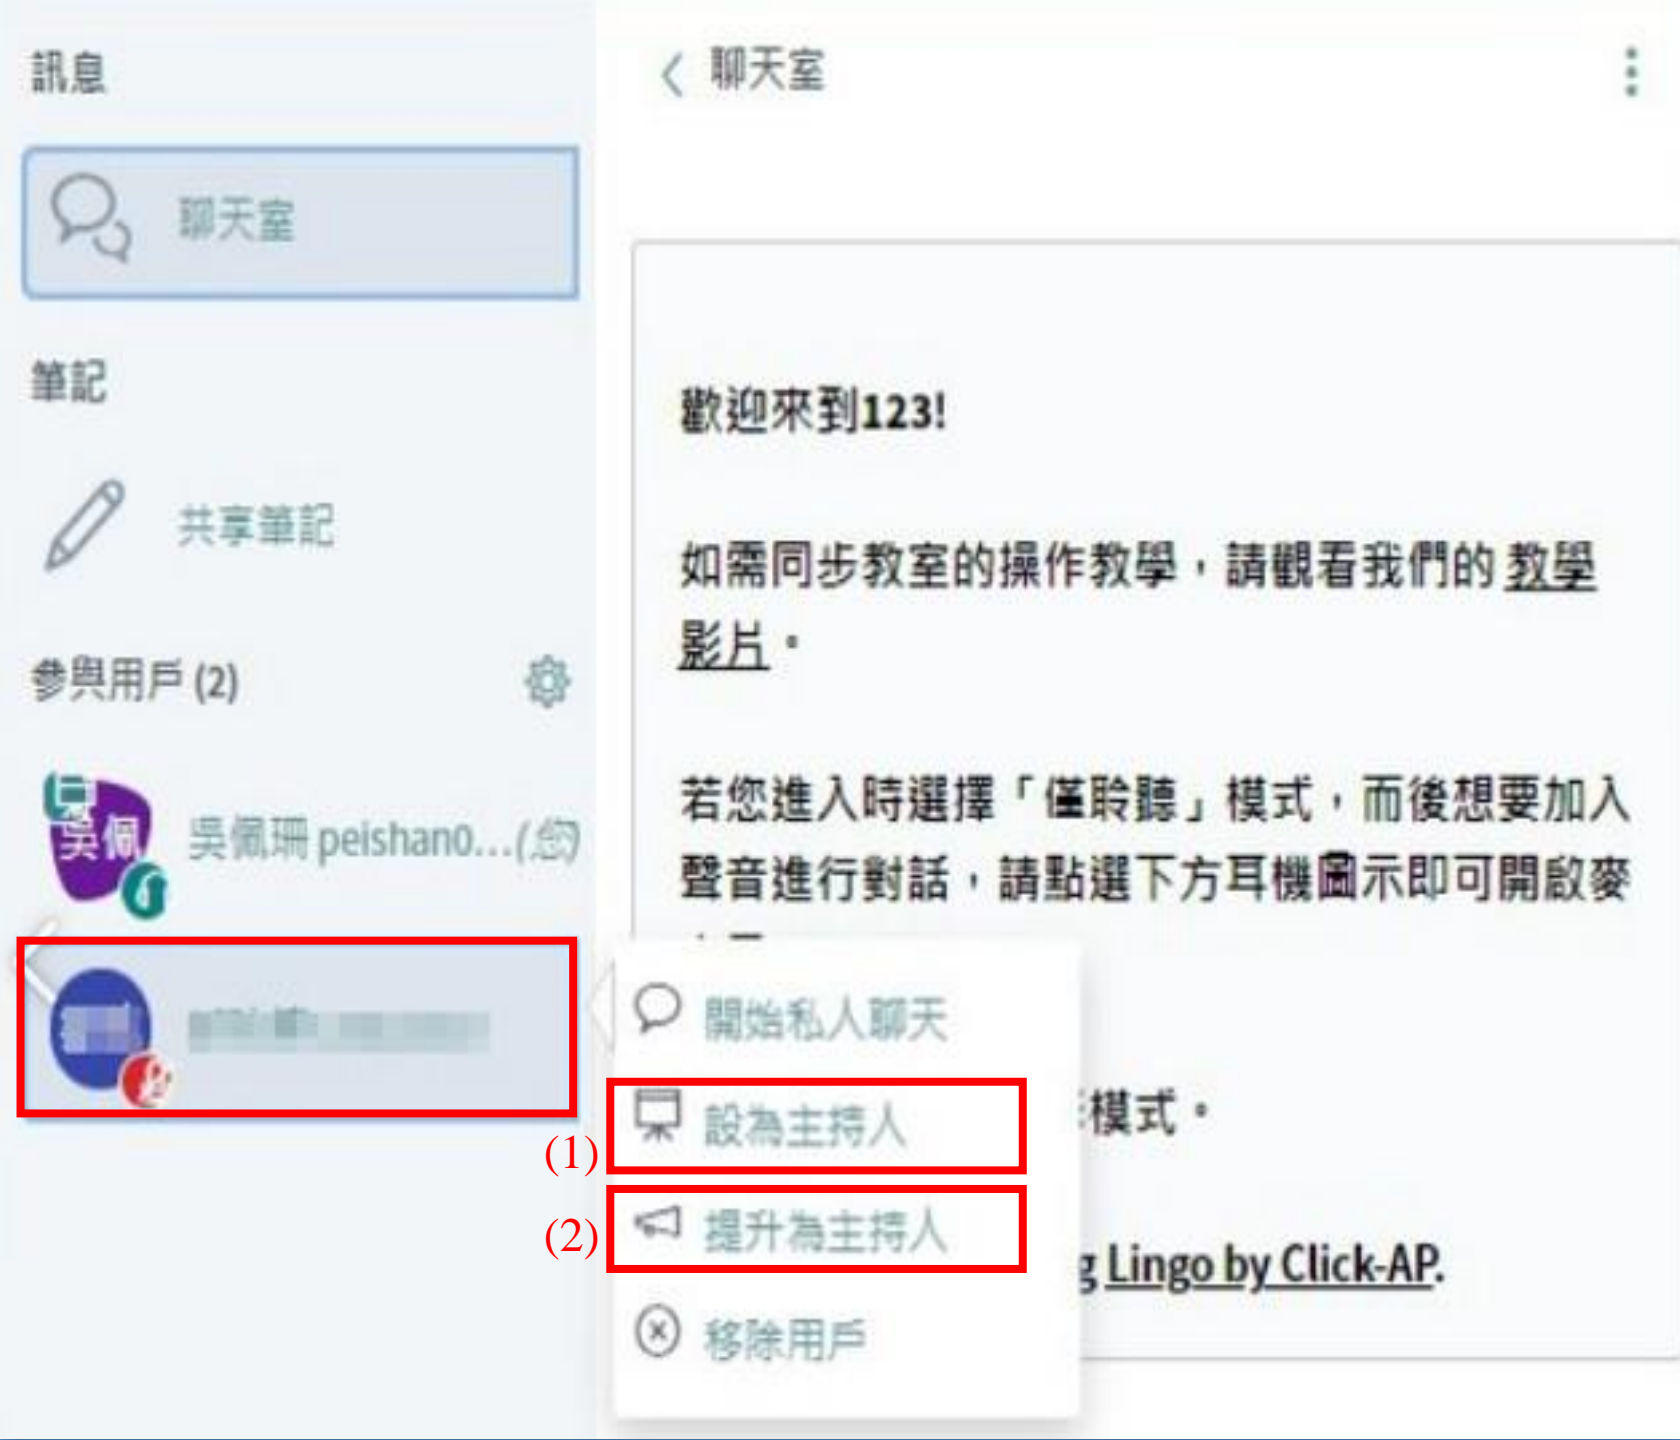 訊息
聊天室
筆記
共享筆記
參與用戶 (2)
吳佩
吳佩珊 peishan0...(您)
聊天室
歡迎來到123!
如需同步教室的操作教學，請觀看我們的 教學
影片。
若您進入時選擇「僅聆聽」模式，而後想要加入
聲音進行對話，請點選下方耳機圖示即可開啟麥
開始私人聊天
(1) 設為主持人
模式。
(2) 提升為主持人
g Lingo by Click-AP.
移除用戶